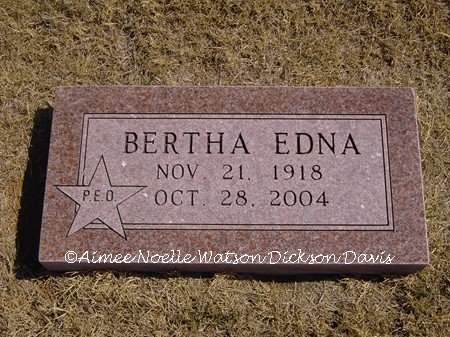 BERTHA EDNA
NOV. 21. 1918
P.E.O.
OCT. 28. 2004
©Aimee Noelle Watson Dickson Davis